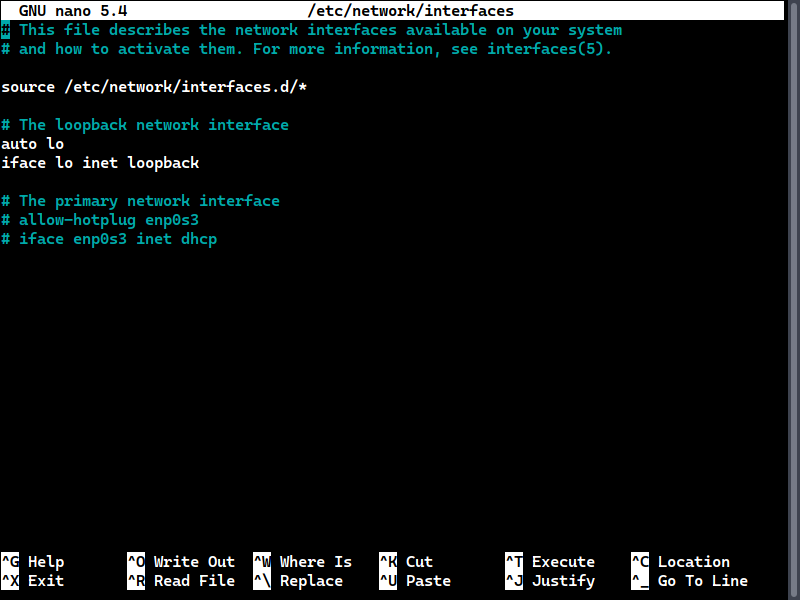 GNU nano 5.4 /etc/network/interfaces
# This file describes the network interfaces available on your system
# and how to activate them. For more information, see interfaces(5).
source /etc/network/interfaces.d/*
# The loopback network interface
auto lo
iface lo inet loopback
# The primary network interface
# allow-hotplug enp0s3
# iface enp0s3 inet dhcp
^G Help ^O Write Out ^W Where Is ^K Cut ^T Execute ^C Location
^X Exit ^R Read File ^\ Replace ^U Paste ^J Justify ^_ Go To Line